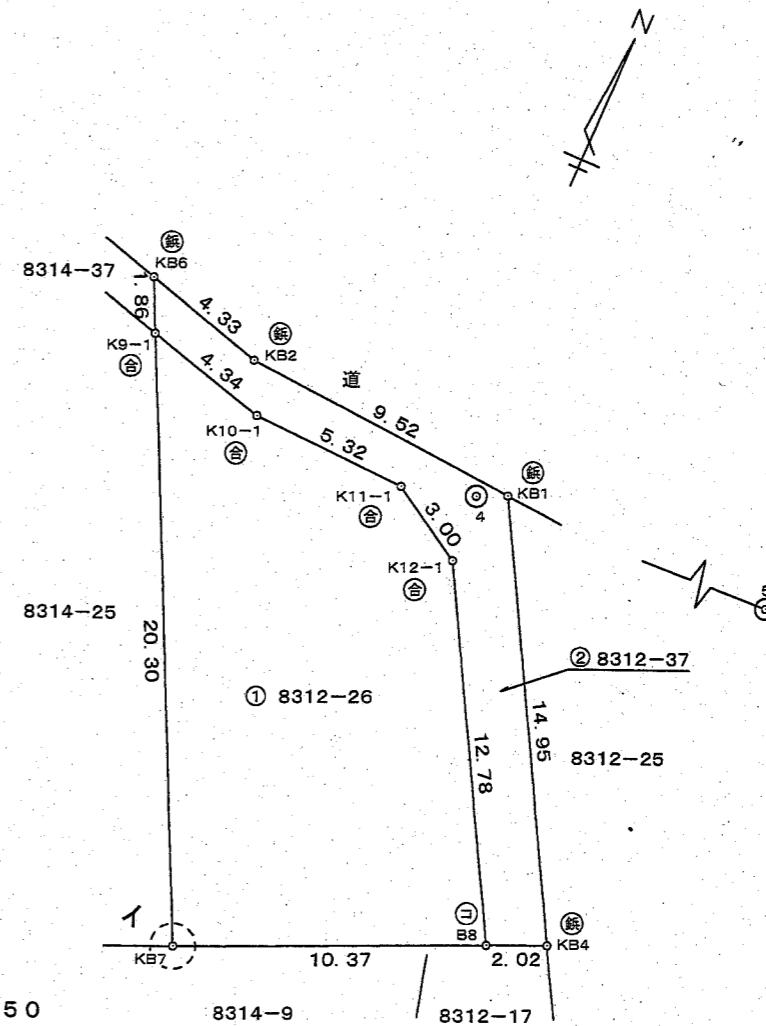 N
鋲
KB6
8314-37
1.86
4.33
鋲
KB2
K9-1
合
4.34
道
9.52
K10-1
合
5.32
鋲
KB1
K11-1
合
4
3.00
K12-1
合
5
8314-25
20.30
② 8312-37
① 8312-26
14.95
12.78
8312-25
イ
コ
B8
鋲
KB4
KB7
10.37
2.02
50
8314-9
8312-17